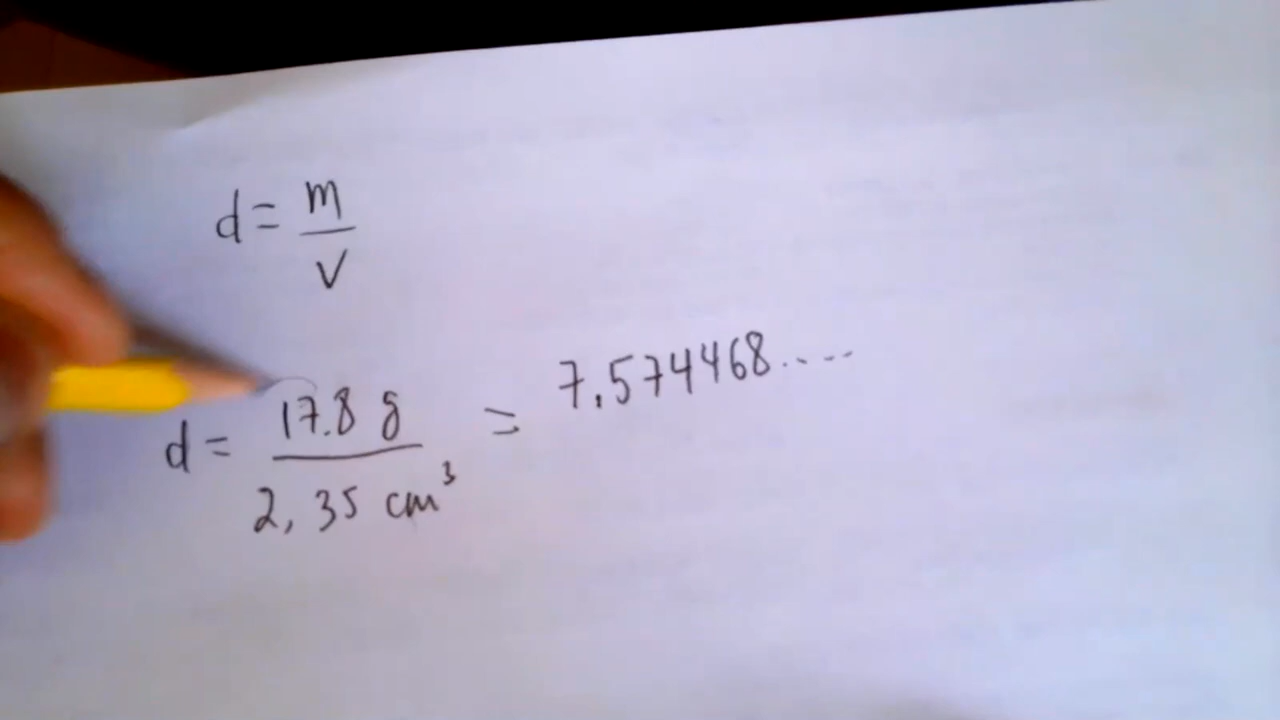 d = m/V
d = 17.8 g / 2,35 cm³ = 7.574468....